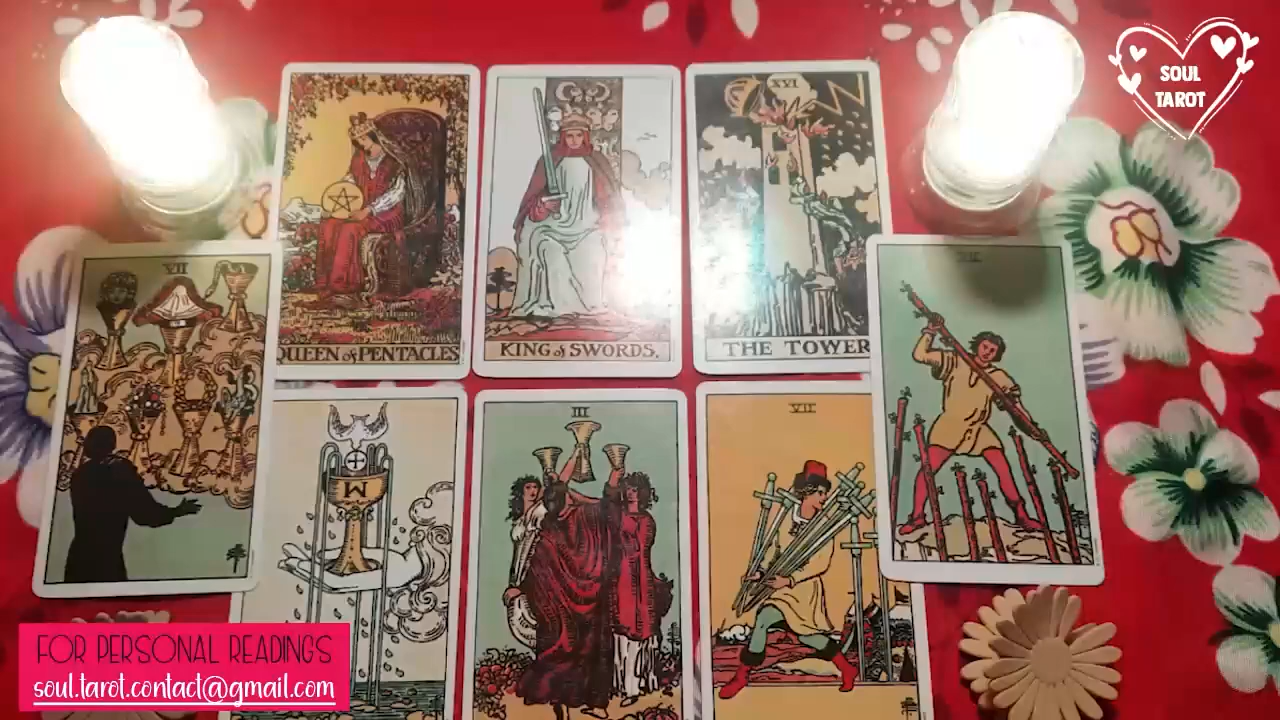 SOUL
TAROT
XVI
QUEEN of PENTACLES
KING of SWORDS.
THE TOWER
VII
III
VII
FOR PERSONAL READINGS
soul.tarot.contact@gmail.com